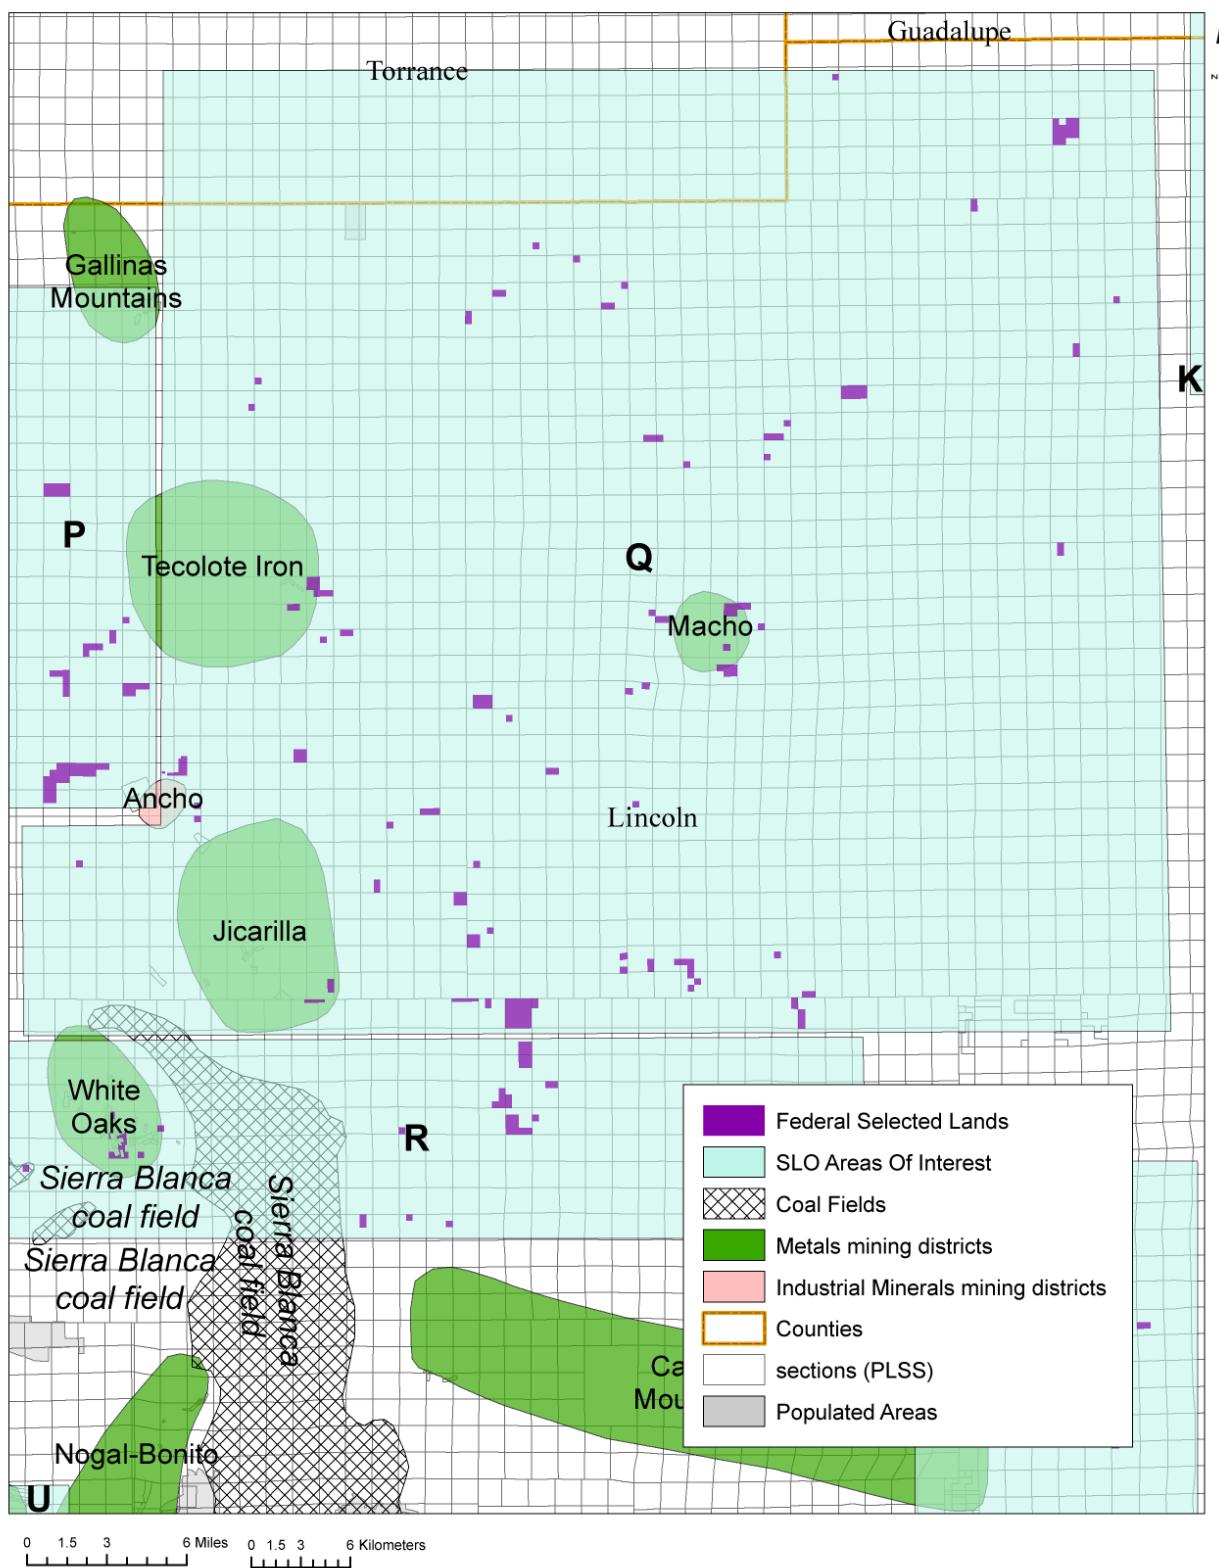 Guadalupe
Torrance
z
Gallinas
Mountains
K
P
Q
Tecolote Iron
Macho
Ancho
Lincoln
Jicarilla
White
Oaks
R
Sierra Blanca
coal field
Sierra Blanca
coal field
Sierra Blanca
coal field
Federal Selected Lands
SLO Areas Of Interest
Coal Fields
Metals mining districts
Industrial Minerals mining districts
Counties
sections (PLSS)
Populated Areas
Ca
Mou
Nogal-Bonito
U
0 1.5 3 6 Miles
0 1.5 3 6 Kilometers